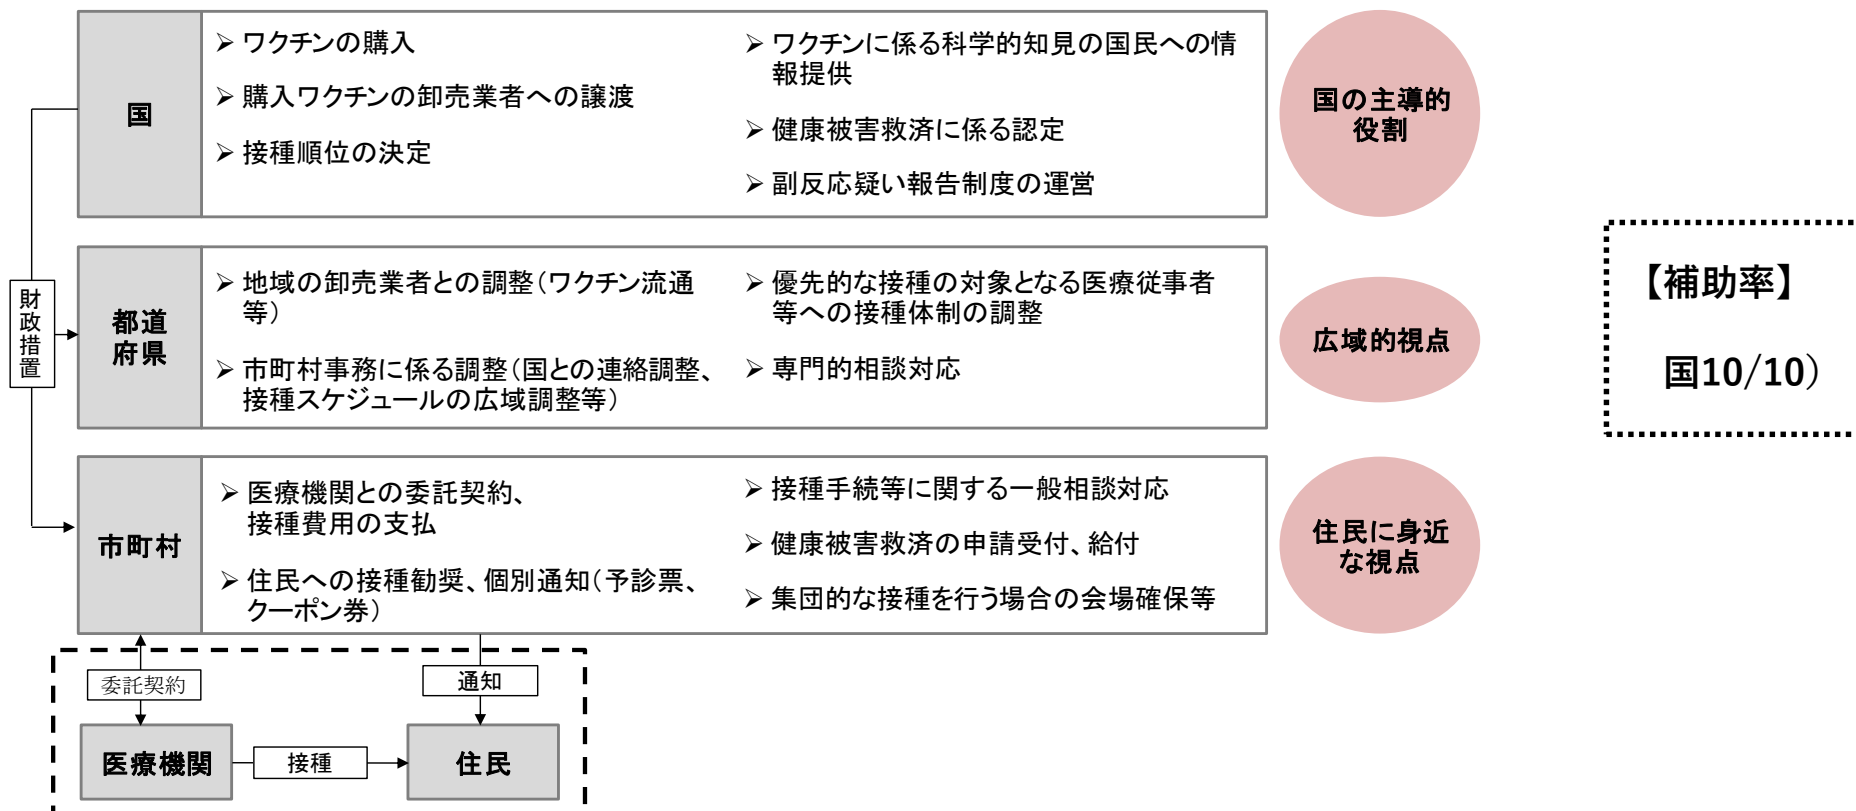 国
➢ ワクチンの購入
➢ 購入ワクチンの卸売業者への譲渡
➢ 接種順位の決定
➢ ワクチンに係る科学的知見の国民への情
報提供
➢ 健康被害救済に係る認定
➢ 副反応疑い報告制度の運営
国の主導的
役割
財政措置
都道
府県
➢ 地域の卸売業者との調整（ワクチン流通
等）
➢ 市町村事務に係る調整（国との連絡調整、
接種スケジュールの広域調整等）
➢ 優先的な接種の対象となる医療従事者
等への接種体制の調整
➢ 専門的相談対応
広域的視点
【補助率】
国10/10）
市町村
➢ 医療機関との委託契約、
接種費用の支払
➢ 住民への接種勧奨、個別通知（予診票、
クーポン券）
➢ 接種手続等に関する一般相談対応
➢ 健康被害救済の申請受付、給付
➢ 集団的な接種を行う場合の会場確保等
住民に身近
な視点
委託契約
通知
医療機関
接種
住民